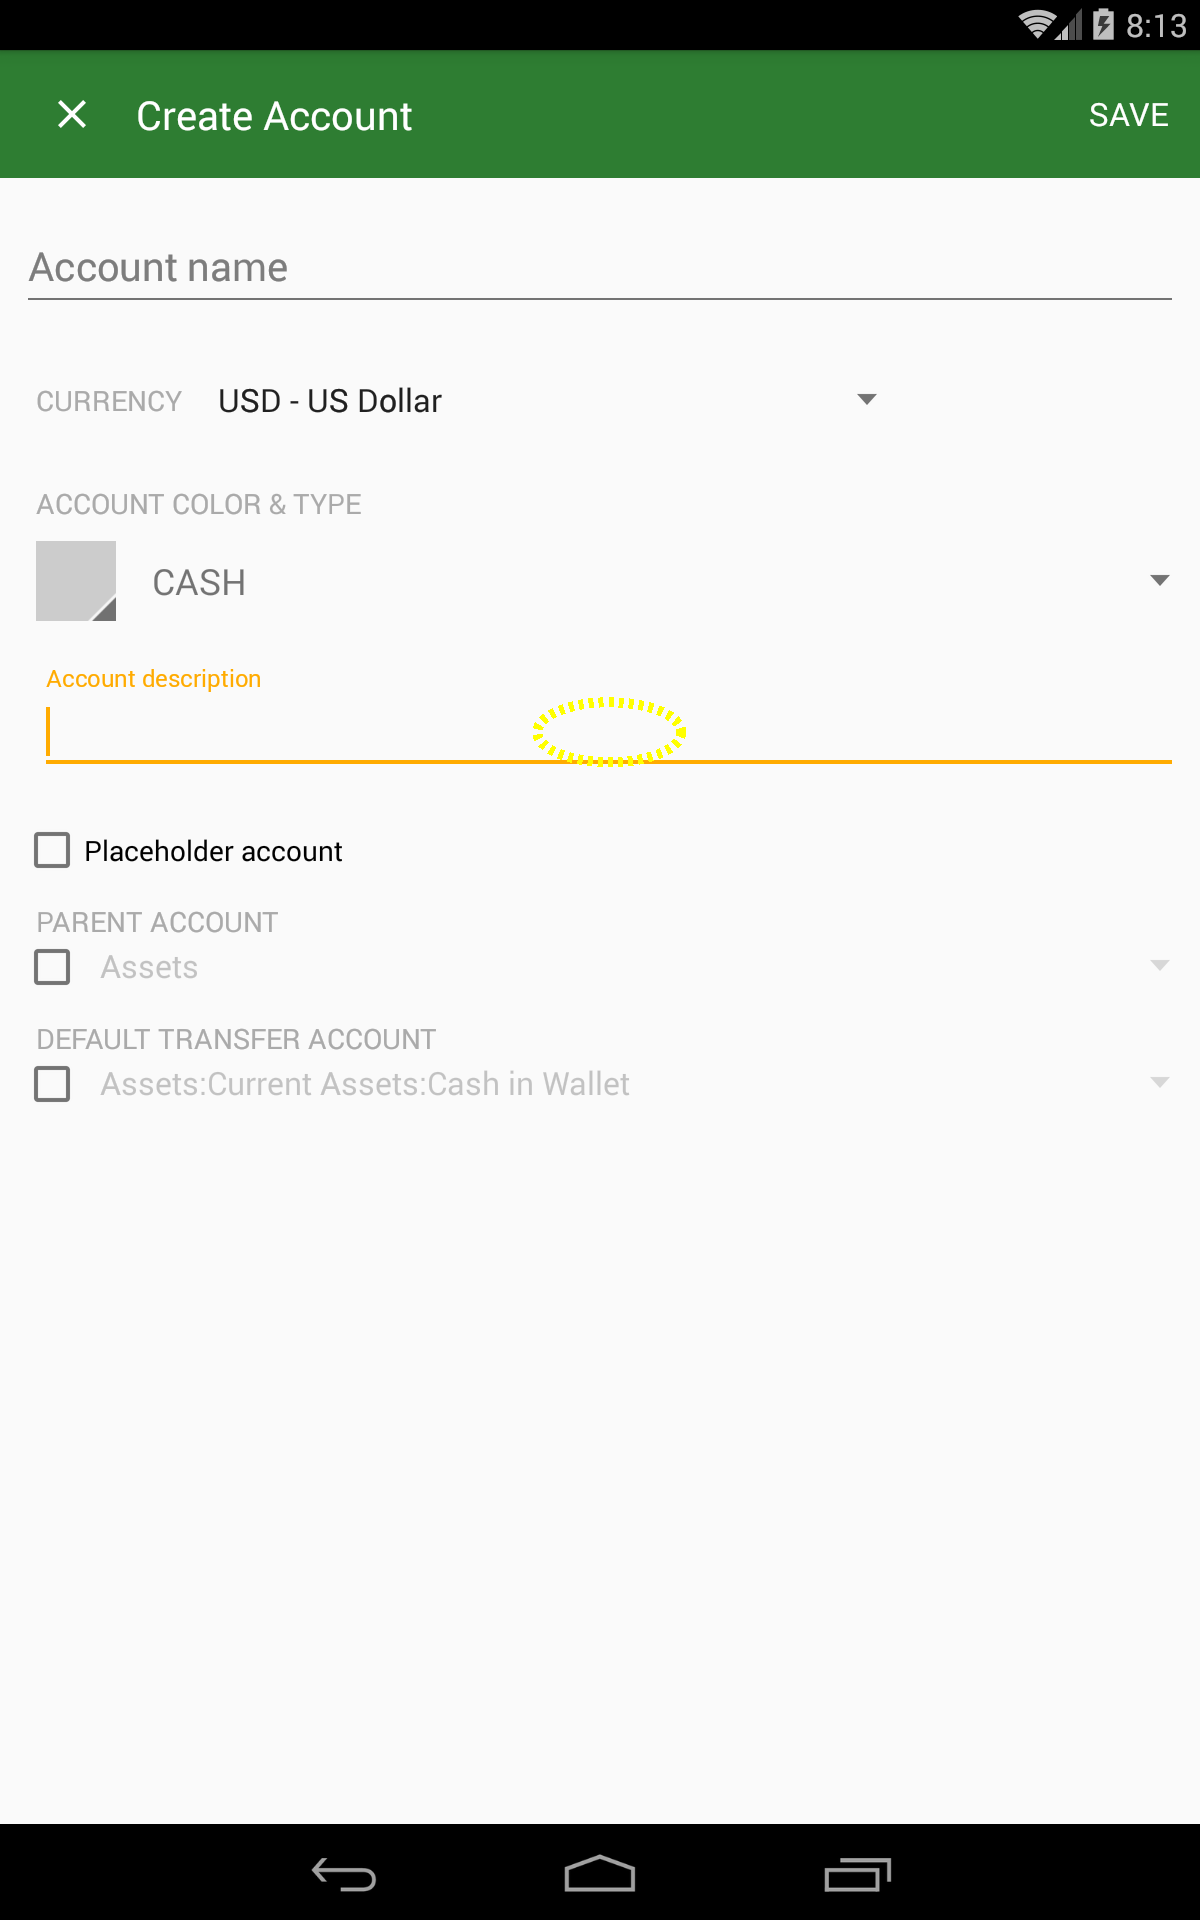 8:13
Create Account
SAVE
Account name
CURRENCY USD - US Dollar
ACCOUNT COLOR & TYPE
CASH
Account description
Placeholder account
PARENT ACCOUNT
Assets
DEFAULT TRANSFER ACCOUNT
Assets:Current Assets:Cash in Wallet